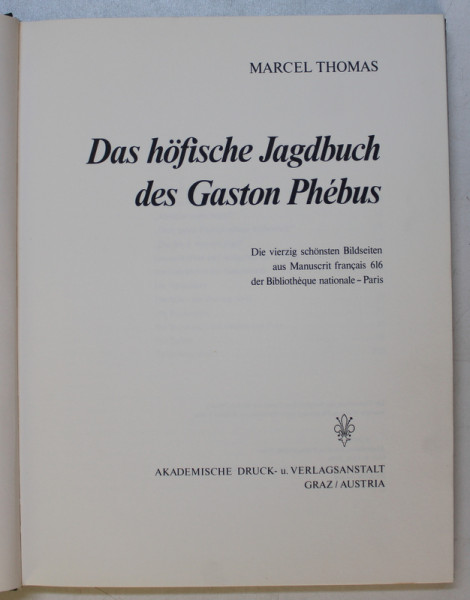 MARCEL THOMAS
Das höfische Jagdbuch
des Gaston Phébus
Die vierzig schönsten Bildseiten
aus Manuscrit français 616
der Bibliothèque nationale – Paris
AKADEMISCHE DRUCK- u. VERLAGSANSTALT
GRAZ / AUSTRIA